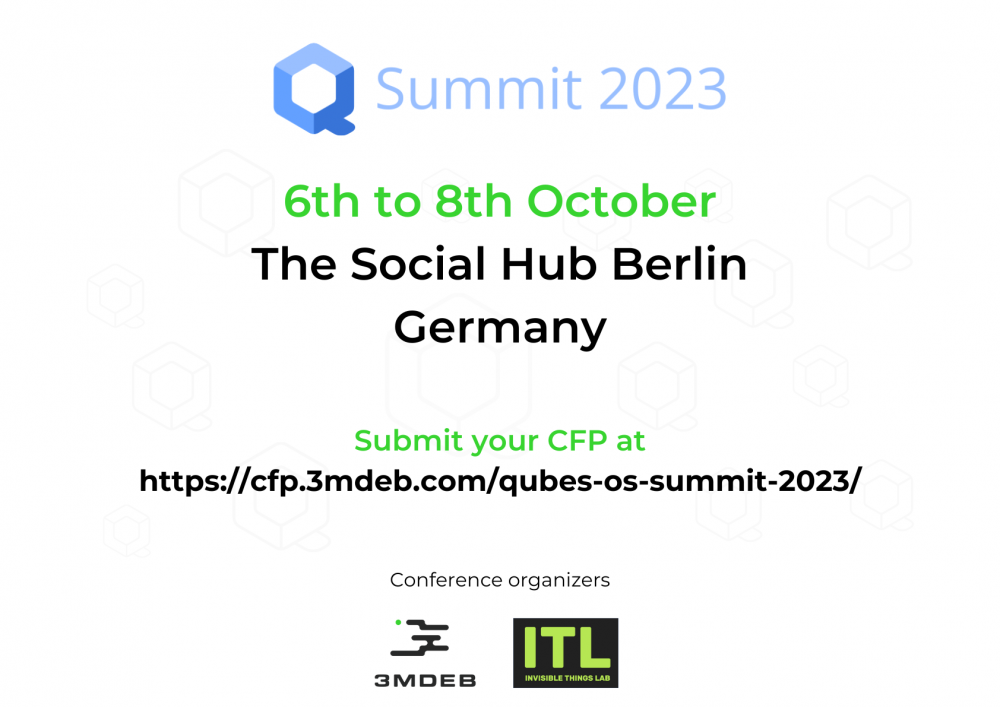 Summit 2023
6th to 8th October
The Social Hub Berlin
Germany
Submit your CFP at
https://cfp.3mdeb.com/qubes-os-summit-2023/
Conference organizers
3MDEB
ITL
INVISIBLE THINGS LAB